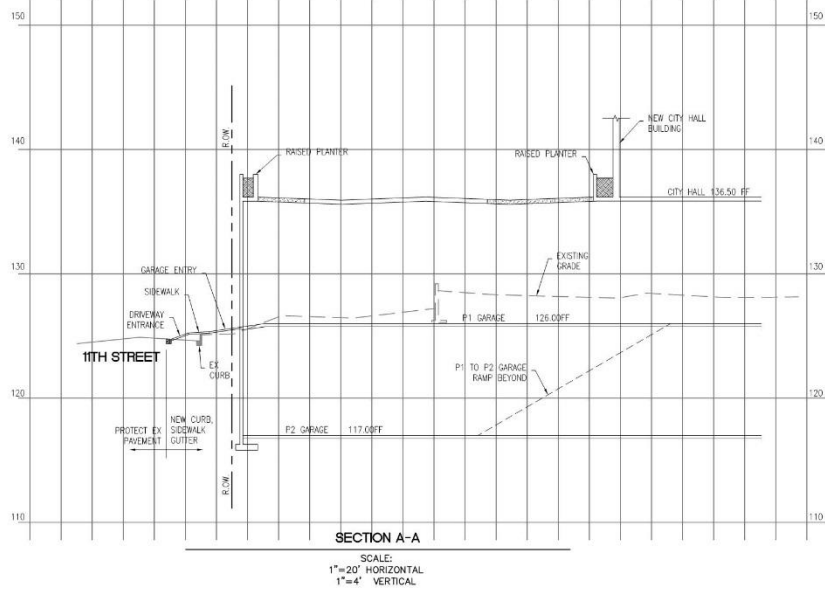 150
150
NEW CITY HALL
BUILDING
R.O.W.
140
140
RAISED PLANTER
RAISED PLANTER
CITY HALL 136.50 FF
130
130
GARAGE ENTRY
EXISTING
GRADE
SIDEWALK
DRIVEWAY
ENTRANCE
P1 GARAGE 126.00FF
11TH STREET
EX
CURB
P1 TO P2 GARAGE
RAMP BEYOND
120
120
PROTECT EX
PAVEMENT
NEW CURB,
SIDEWALK
GUTTER
P2 GARAGE 117.00FF
R.O.W.
110
110
SECTION A-A
SCALE:
1"=20' HORIZONTAL
1"=4' VERTICAL